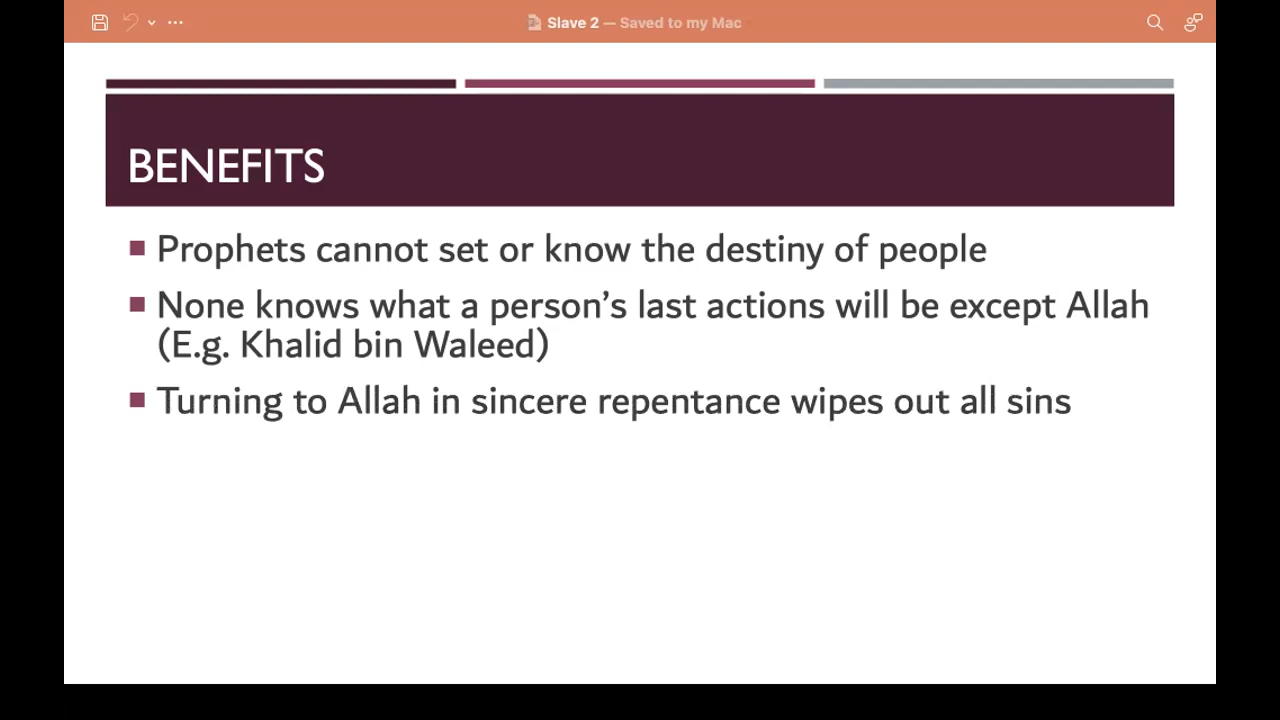 Slave 2 — Saved to my Mac
BENEFITS
Prophets cannot set or know the destiny of people
None knows what a person’s last actions will be except Allah
(E.g. Khalid bin Waleed)
Turning to Allah in sincere repentance wipes out all sins